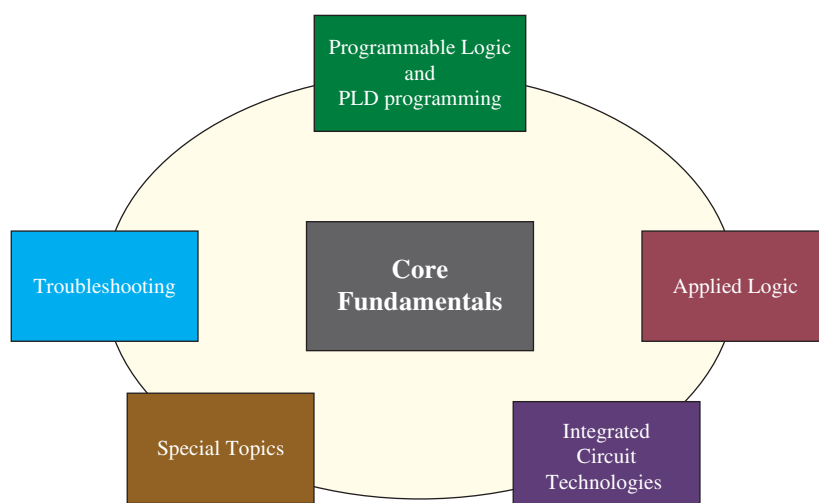 Programmable Logic
and
PLD programming
Troubleshooting
Core
Fundamentals
Applied Logic
Special Topics
Integrated
Circuit
Technologies